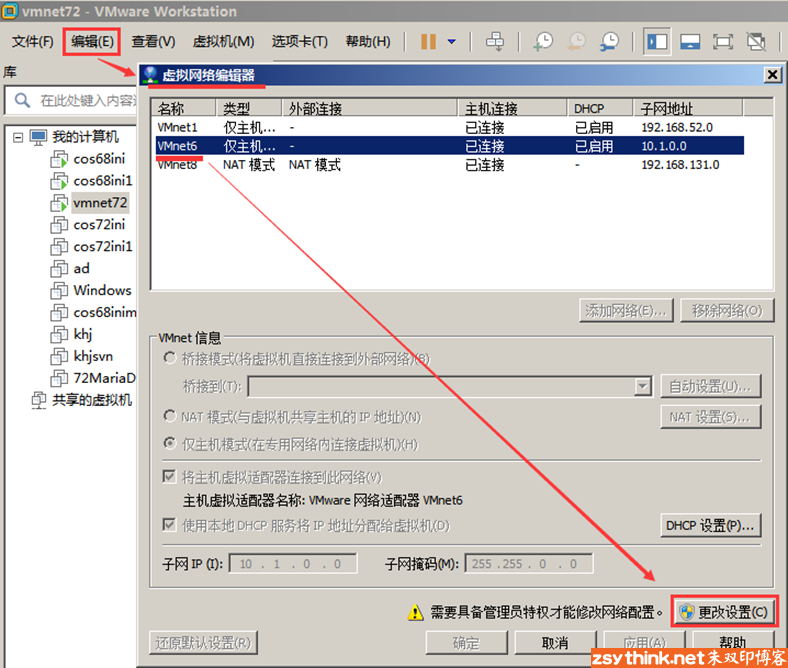 vmnet72 - VMware Workstation
文件(F) 编辑(E) 查看(V) 虚拟机(M) 选项卡(T) 帮助(H)
库
在此处键入内容
我的计算机
cos68ini
cos68ini1
vmnet72
cos72ini
cos72ini1
ad
Windows
cos68inim
khj
khjsvn
72MariaD
共享的虚拟机
虚拟网络编辑器
名称 类型 外部连接 主机连接 DHCP 子网地址
VMnet1 仅主机... - 已连接 已启用 192.168.52.0
VMnet6 仅主机... - 已连接 已启用 10.1.0.0
VMnet8 NAT 模式 NAT 模式 已连接 - 192.168.131.0
添加网络(E)... 移除网络(O)
VMnet 信息
桥接模式(将虚拟机直接连接到外部网络)(B)
桥接到(T): 自动设置(U)...
NAT 模式(与虚拟机共享主机的 IP 地址)(N) NAT 设置(S)...
仅主机模式(在专用网络内连接虚拟机)(H)
将主机虚拟适配器连接到此网络(V)
主机虚拟适配器名称: VMware 网络适配器 VMnet6
使用本地 DHCP 服务将 IP 地址分配给虚拟机(D) DHCP 设置(P)...
子网 IP (I): 10 . 1 . 0 . 0 子网掩码(M): 255 .255 . 0 . 0
需要具备管理员特权才能修改网络配置。 更改设置(C)
还原默认设置(R) 确定 取消 应用(A) 帮助
zsythink.net朱双印博客